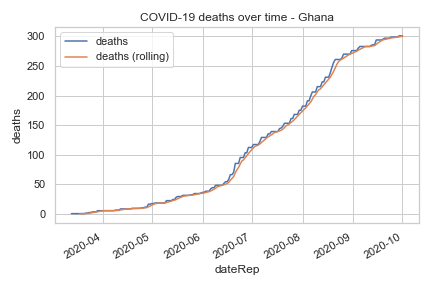 COVID-19 deaths over time - Ghana
deaths
deaths (rolling)
300
250
200
150
100
50
0
deaths
2020-04
2020-05
2020-06
2020-07
2020-08
2020-09
2020-10
dateRep